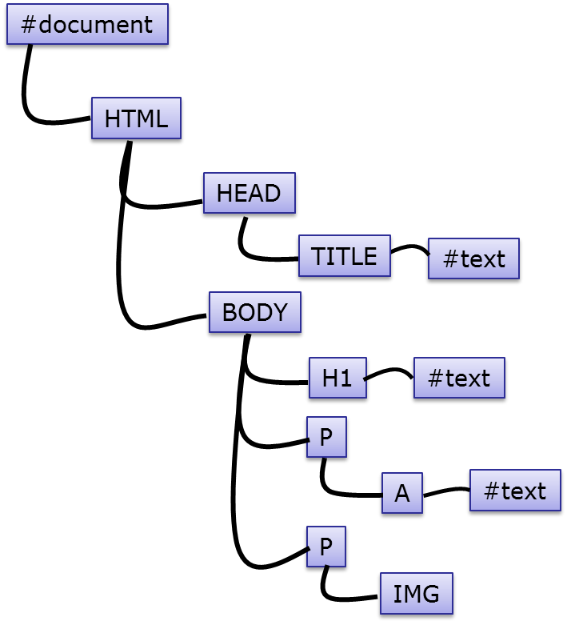 #document
HTML
HEAD
TITLE
#text
BODY
H1
#text
P
A
#text
P
IMG